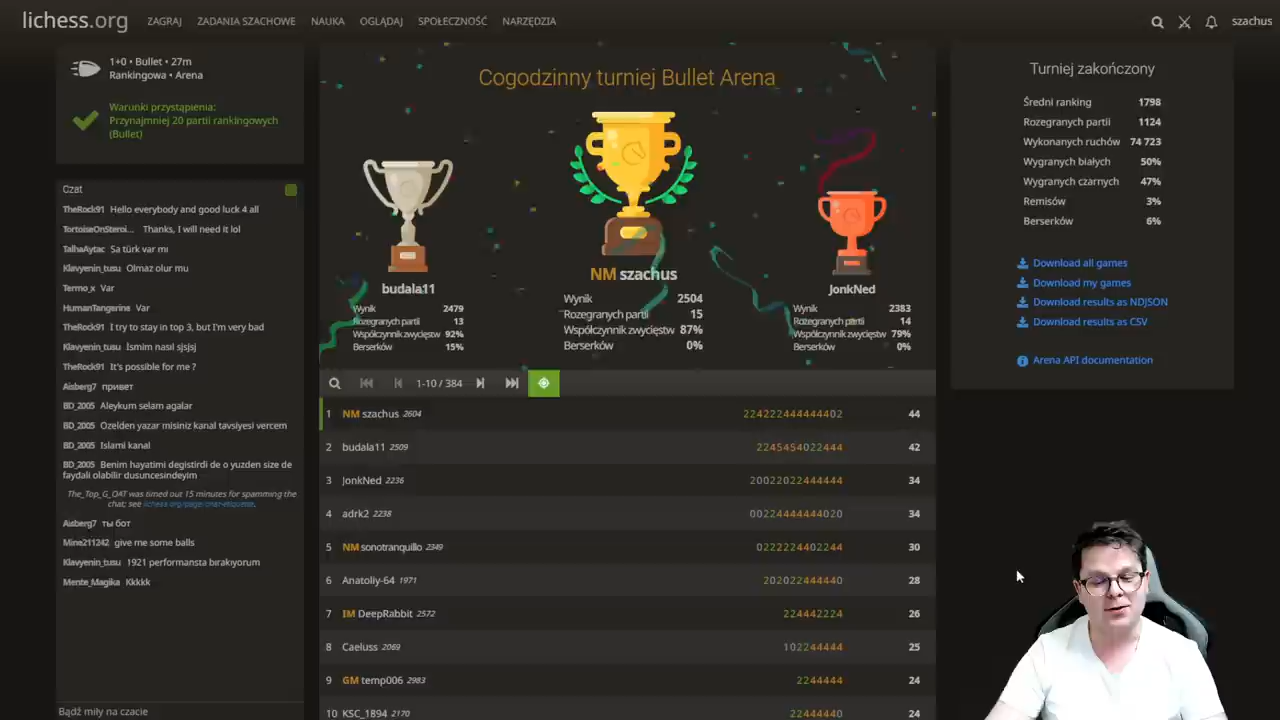 lichess.org ZAGRAJ ZADANIA SZACHOWE NAUKA OGLĄDAJ SPOŁECZNOŚĆ NARZĘDZIA szachus
1+0 • Bullet • 27m
Rankingowa • Arena
Warunki przystąpienia:
Przynajmniej 20 partii rankingowych
(Bullet)
Czat
TheRock91 Hello everybody and good luck 4 all
TortoiseOnSteroi... Thanks, I will need it lol
TalhaAytac Sa türk var mı
Klavyenin_tusu Olmaz olur mu
Termo_x Var
HumanTangerine Var
TheRock91 I try to stay in top 3, but I'm very bad
Klavyenin_tusu İsmim nasıl sjsjsj
TheRock91 It's possible for me ?
Aisberg7 привет
BD_2005 Aleykum selam agalar
BD_2005 Ozelden yazar misiniz kanal tavsiyesi vercem
BD_2005 Islami kanal
BD_2005 Benim hayatimi degistirdi de o yuzden size de
faydali olabilir dusuncesindeyim
The_Top_G_OAT was timed out 15 minutes for spamming the
chat; see lichess.org/page/chat-etiquette.
Aisberg7 ты бот
Mine211242 give me some balls
Klavyenin_tusu 1921 performansta bırakıyorum
Mente_Magika Kkkkk
Bądź miły na czacie
Cogodzinny turniej Bullet Arena
budala11
Wynik 2479
Rozegranych partii 13
Współczynnik zwycięstw 92%
Berserków 15%
NM szachus
Wynik 2504
Rozegranych partii 15
Współczynnik zwycięstw 87%
Berserków 0%
JonkNed
Wynik 2383
Rozegranych partii 14
Współczynnik zwycięstw 79%
Berserków 0%
1-10 / 384
1 NM szachus 2604 224222444444402 44
2 budala11 2509 2245454022444 42
3 JonkNed 2236 20022022444444 34
4 adrk2 2238 0022444444020 34
5 NM sonotranquillo 2349 0222224402244 30
6 Anatoliy-64 1971 202022444440 28
7 IM DeepRabbit 2572 224442224 26
8 Caeluss 2069 102244444 25
9 GM temp006 2983 2244444 24
10 KSC_1894 2170 22444440 24
Turniej zakończony
Średni ranking 1798
Rozegranych partii 1124
Wykonanych ruchów 74 723
Wygranych białych 50%
Wygranych czarnych 47%
Remisów 3%
Berserków 6%
Download all games
Download my games
Download results as NDJSON
Download results as CSV
Arena API documentation